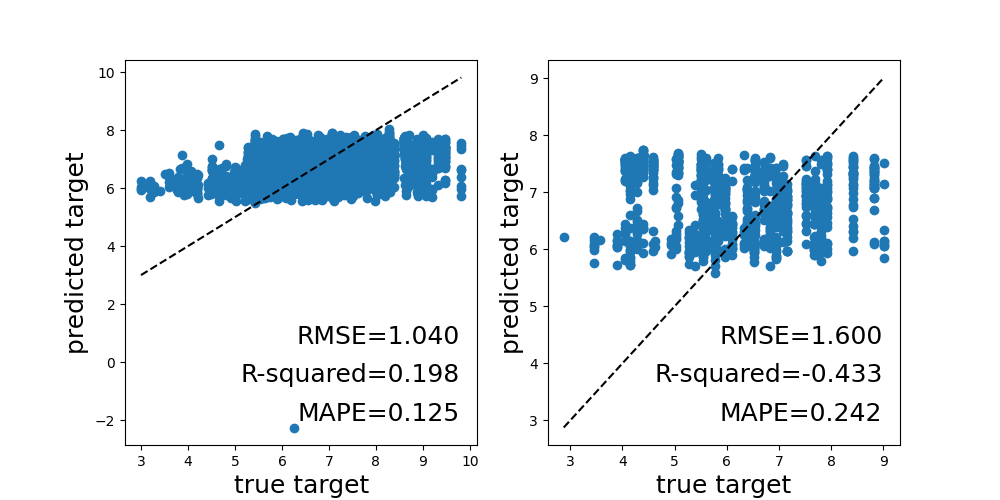 10
8
6
4
2
0
−2
predicted target
RMSE=1.040
R-squared=0.198
MAPE=0.125
3 4 5 6 7 8 9 10
true target
9
8
7
6
5
4
3
predicted target
RMSE=1.600
R-squared=-0.433
MAPE=0.242
3 4 5 6 7 8 9
true target